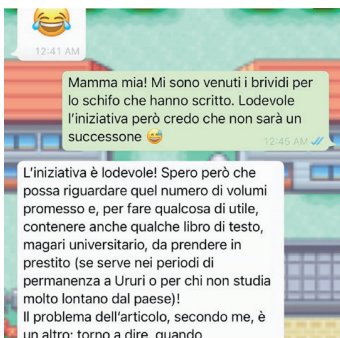 12:41 AM
Mamma mia! Mi sono venuti i brividi per
lo schifo che hanno scritto. Lodevole
l'iniziativa però credo che non sarà un
successone 😅
12:45 AM
L'iniziativa è lodevole! Spero però che
possa riguardare quel numero di volumi
promesso e, per fare qualcosa di utile,
contenere anche qualche libro di testo,
magari universitario, da prendere in
prestito (se serve nei periodi di
permanenza a Ururi o per chi non studia
molto lontano dal paese)!
Il problema dell'articolo, secondo me, è
un altro: torno a dire, quando